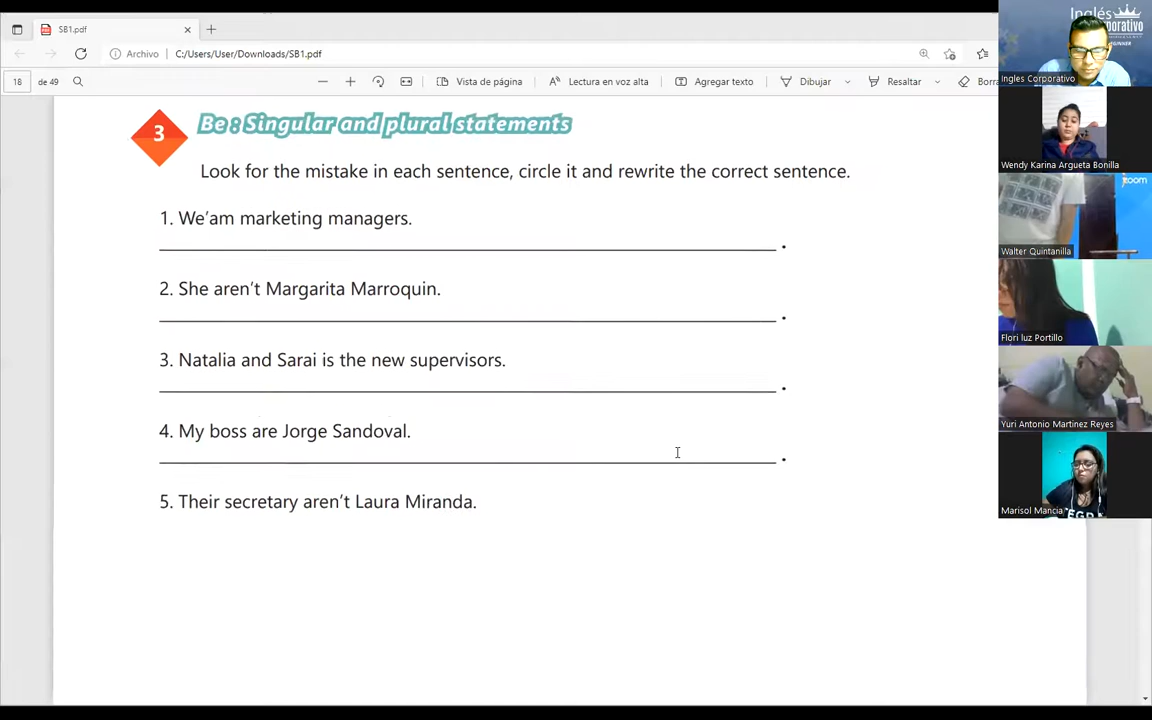 SB1.pdf
Archivo
C:/Users/User/Downloads/SB1.pdf
18
de 49
Vista de página
Lectura en voz alta
Agregar texto
Dibujar
Resaltar
Borra
3
Be : Singular and plural statements
Look for the mistake in each sentence, circle it and rewrite the correct sentence.
1. We'am marketing managers.
2. She aren't Margarita Marroquin.
3. Natalia and Sarai is the new supervisors.
4. My boss are Jorge Sandoval.
5. Their secretary aren't Laura Miranda.
Inglés
Ingles Corporativo
Wendy Karina Argueta Bonilla
zoom
Walter Quintanilla
Flori luz Portillo
Yuri Antonio Martinez Reyes
Marisol Mancia